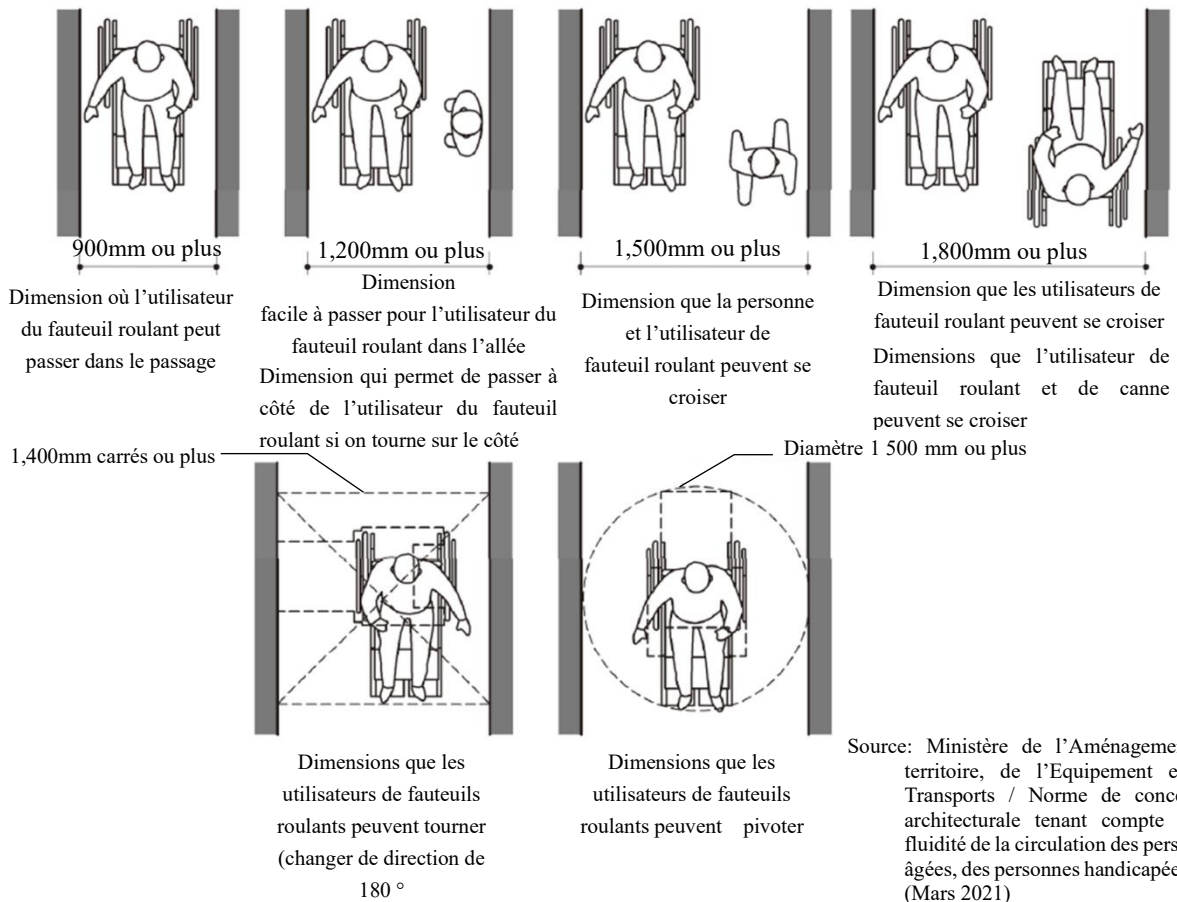 900mm ou plus
1,200mm ou plus
1,500mm ou plus
1,800mm ou plus
Dimension où l'utilisateur
du fauteuil roulant peut
passer dans le passage
Dimension
facile à passer pour l'utilisateur du
fauteuil roulant dans l'allée
Dimension qui permet de passer à
côté de l'utilisateur du fauteuil
roulant si on tourne sur le côté
Dimension que la personne
et l'utilisateur de
fauteuil roulant peuvent se
croiser
Dimension que les utilisateurs de
fauteuil roulant peuvent se croiser
Dimensions que l'utilisateur de
fauteuil roulant et de canne
peuvent se croiser
1,400mm carrés ou plus
Diamètre 1 500 mm ou plus
Dimensions que les
utilisateurs de fauteuils
roulants peuvent tourner
(changer de direction de
180 °
Dimensions que les
utilisateurs de fauteuils
roulants peuvent pivoter
Source: Ministère de l'Aménagemen
territoire, de l'Equipement e
Transports / Norme de conc
architecturale tenant compte
fluidité de la circulation des pers
âgées, des personnes handicapée
(Mars 2021)